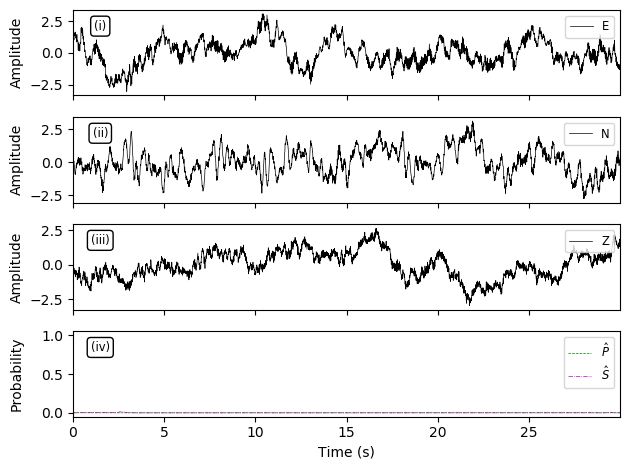 Amplitude
2.5
0.0
−2.5
(i)
E
Amplitude
2.5
0.0
−2.5
(ii)
N
Amplitude
2.5
0.0
−2.5
(iii)
Z
Probability
1.0
0.5
0.0
(iv)
P̂
Ŝ
0 5 10 15 20 25
Time (s)